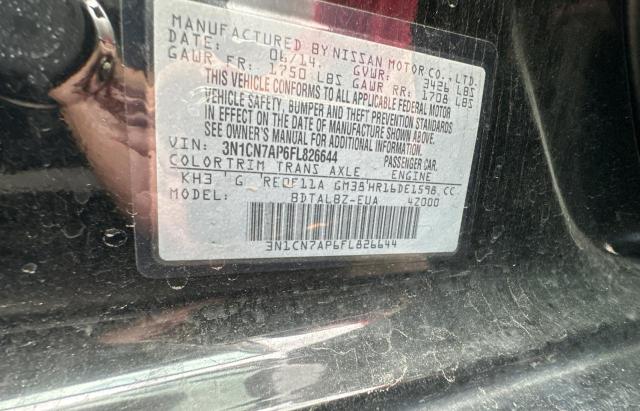 MANUFACTURED BY NISSAN MOTOR CO., LTD.
DATE: 06/14. GVWR: 3426 LBS
GAWR FR: 1750 LBS GAWR RR: 1708 LBS
THIS VEHICLE CONFORMS TO ALL APPLICABLE FEDERAL MOTOR
VEHICLE SAFETY, BUMPER AND THEFT PREVENTION STANDARDS
IN EFFECT ON THE DATE OF MANUFACTURE SHOWN ABOVE.
SEE OWNER'S MANUAL FOR ADDITIONAL INFORMATION.
VIN: 3N1CN7AP6FL826644 PASSENGER CAR.
COLOR TRIM TRANS AXLE ENGINE
KH3 'G 'RE0F11A GM38'HR16DE1598 CC
MODEL: BDTALBZ-EUA 42000
3N1CN7AP6FL826644